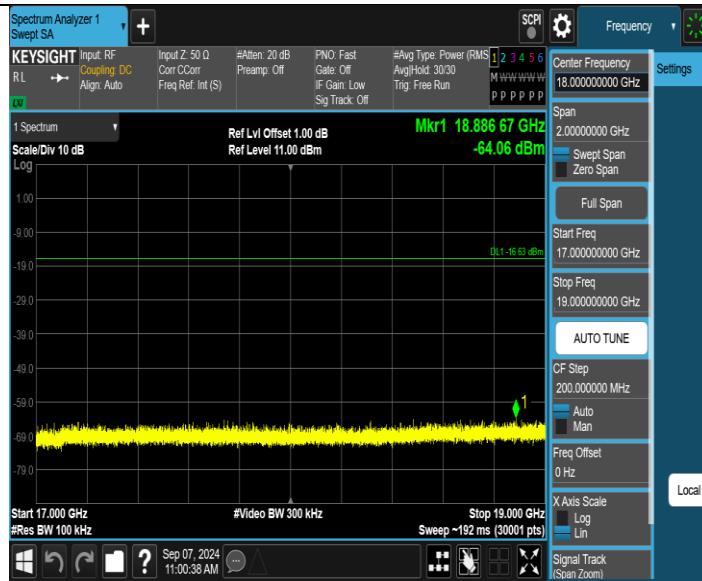 Spectrum Analyzer 1
Swept SA
+
SCPI
Frequency
KEYSIGHT
RL
LXI
Input: RF
Coupling: DC
Align: Auto
Input Z: 50 Ω
Corr CCorr
Freq Ref: Int (S)
#Atten: 20 dB
Preamp: Off
PNO: Fast
Gate: Off
IF Gain: Low
Sig Track: Off
#Avg Type: Power (RMS
Avg|Hold: 30/30
Trig: Free Run
1 2 3 4 5 6
M W W W W W
P P P P P P
1 Spectrum
Scale/Div 10 dB
Log
Ref Lvl Offset 1.00 dB
Ref Level 11.00 dBm
Mkr1 18.886 67 GHz
-64.06 dBm
1.00
-9.00
DL1 -16.63 dBm
-19.0
-29.0
-39.0
-49.0
-59.0
1
-69.0
-79.0
Start 17.000 GHz
#Res BW 100 kHz
#Video BW 300 kHz
Stop 19.000 GHz
Sweep ~192 ms (30001 pts)
?
Sep 07, 2024
11:00:38 AM
Center Frequency
18.000000000 GHz
Span
2.00000000 GHz
Swept Span
Zero Span
Full Span
Start Freq
17.000000000 GHz
Stop Freq
19.000000000 GHz
AUTO TUNE
CF Step
200.000000 MHz
Auto
Man
Freq Offset
0 Hz
X Axis Scale
Log
Lin
Signal Track
(Span Zoom)
Settings
Local